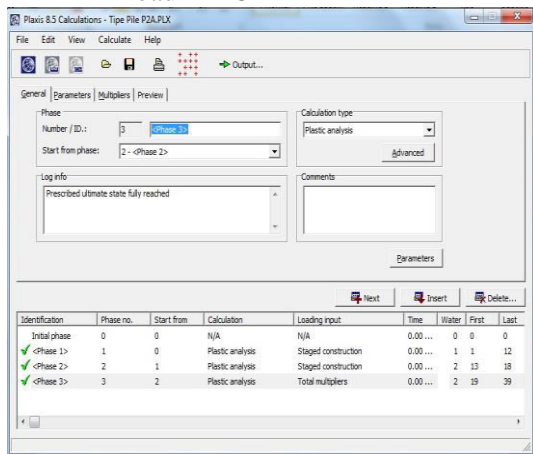 Plaxis 8.5 Calculations - Tipe Pile P2A.PLX
File Edit View Calculate Help
Output...
General Parameters Multipliers Preview
Phase
Number / ID.: 3 <Phase 3>
Start from phase: 2 - <Phase 2>
Calculation type
Plastic analysis
Advanced
Log info
Prescribed ultimate state fully reached
Comments
Parameters
Next Insert Delete...
Identification Phase no. Start from Calculation Loading input Time Water First Last
Initial phase 0 0 N/A N/A 0.00 ... 0 0 0
<Phase 1> 1 0 Plastic analysis Staged construction 0.00 ... 1 1 12
<Phase 2> 2 1 Plastic analysis Staged construction 0.00 ... 2 13 18
<Phase 3> 3 2 Plastic analysis Total multipliers 0.00 ... 2 19 39